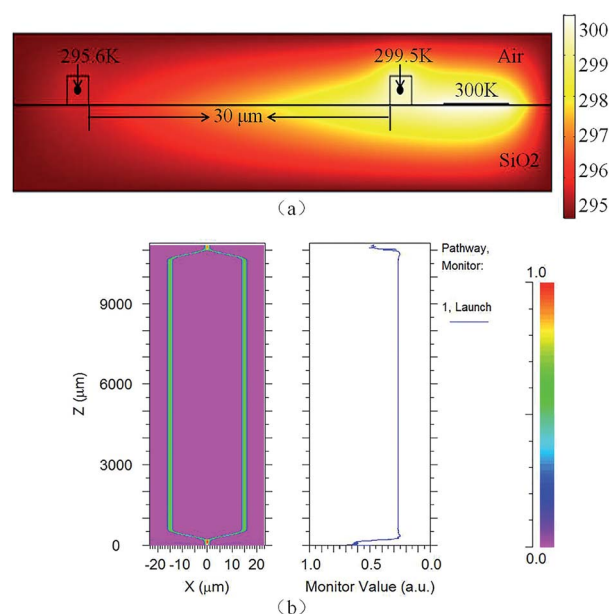 295.6K
299.5K
Air
300K
30 μm
SiO2
300
299
298
297
296
295
（a）
Pathway,
Monitor:
1, Launch
1.0
0.0
9000
6000
3000
0
Z (μm)
-20 -10 0 10 20
X (μm)
1.0 0.5 0.0
Monitor Value (a.u.)
（b）